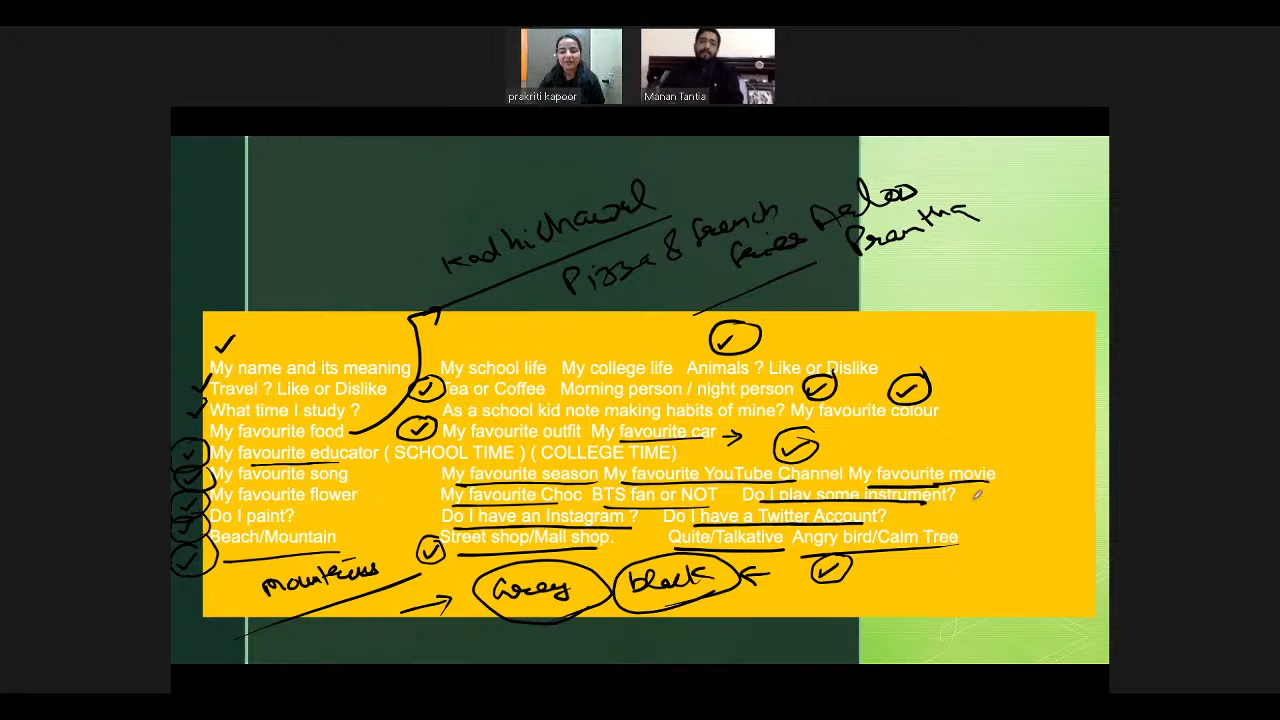 prakriti kapoor Manan Tantia
Kadhi Chawal
Pizza & french
fries Aaloo
Prantha
My name and its meaning My school life My college life Animals ? Like or Dislike
Travel ? Like or Dislike Tea or Coffee Morning person / night person
What time I study ? As a school kid note making habits of mine? My favourite colour
My favourite food My favourite outfit My favourite car
My favourite educator ( SCHOOL TIME ) ( COLLEGE TIME)
My favourite song My favourite season My favourite YouTube Channel My favourite movie
My favourite flower My favourite Choc BTS fan or NOT Do I play some instrument?
Do I paint? Do I have an Instagram ? Do I have a Twitter Account?
Beach/Mountain Street shop/Mall shop. Quite/Talkative Angry bird/Calm Tree
Grey black